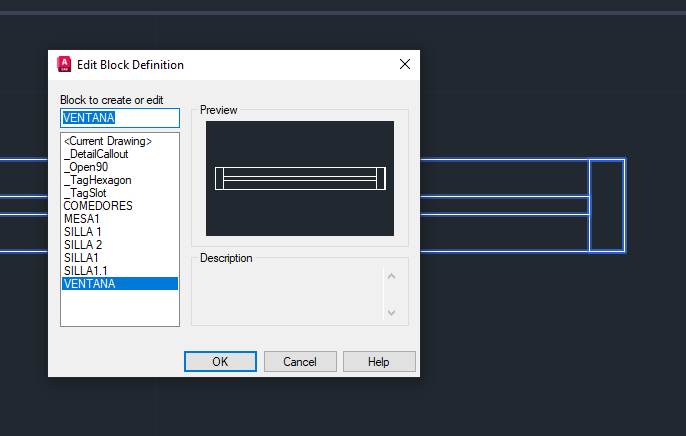 Edit Block Definition
Block to create or edit
VENTANA
<Current Drawing>
_DetailCallout
_Open90
_TagHexagon
_TagSlot
COMEDORES
MESA1
SILLA 1
SILLA 2
SILLA1
SILLA1.1
VENTANA
Preview
Description
OK
Cancel
Help